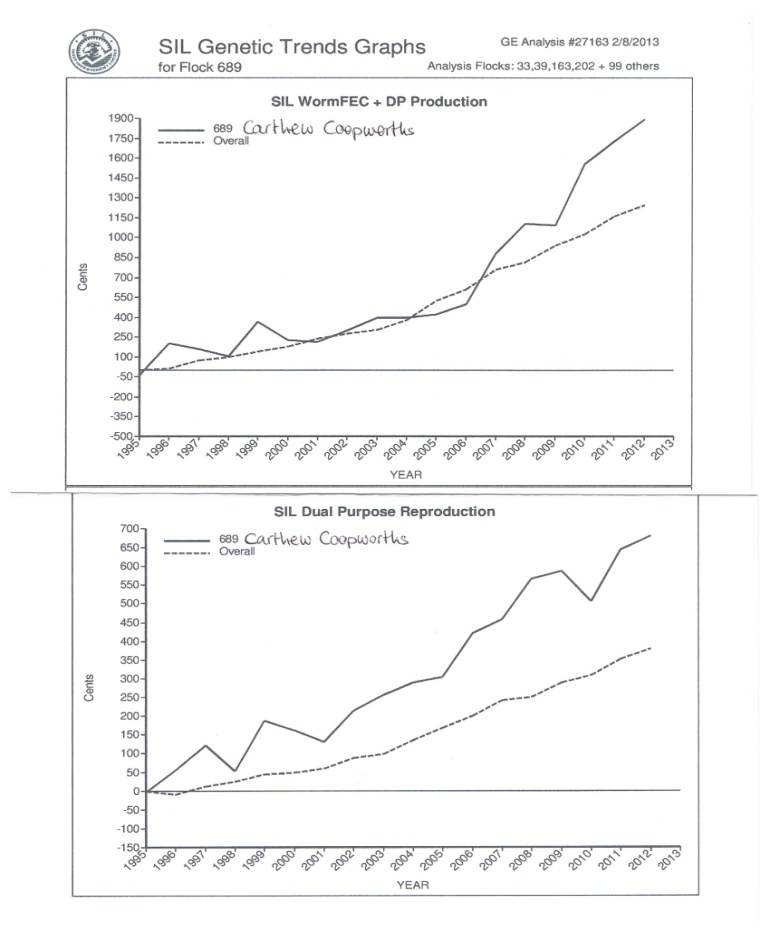 SIL Genetic Trends Graphs
GE Analysis #27163 2/8/2013
for Flock 689
Analysis Flocks: 33,39,163,202 + 99 others
SIL WormFEC + DP Production
1900
689 Carthew Coopworths
1750
Overall
1600
1450
1300
1150
1000
850
700
550
400
250
100
-50
-200
-350
-500
Cents
1995 1996 1997 1998 1999 2000 2001 2002 2003 2004 2005 2006 2007 2008 2009 2010 2011 2012 2013
YEAR
SIL Dual Purpose Reproduction
700
689 Carthew Coopworths
650
Overall
600
550
500
450
400
350
300
250
200
150
100
50
0
-50
-100
-150
Cents
1995 1996 1997 1998 1999 2000 2001 2002 2003 2004 2005 2006 2007 2008 2009 2010 2011 2012 2013
YEAR